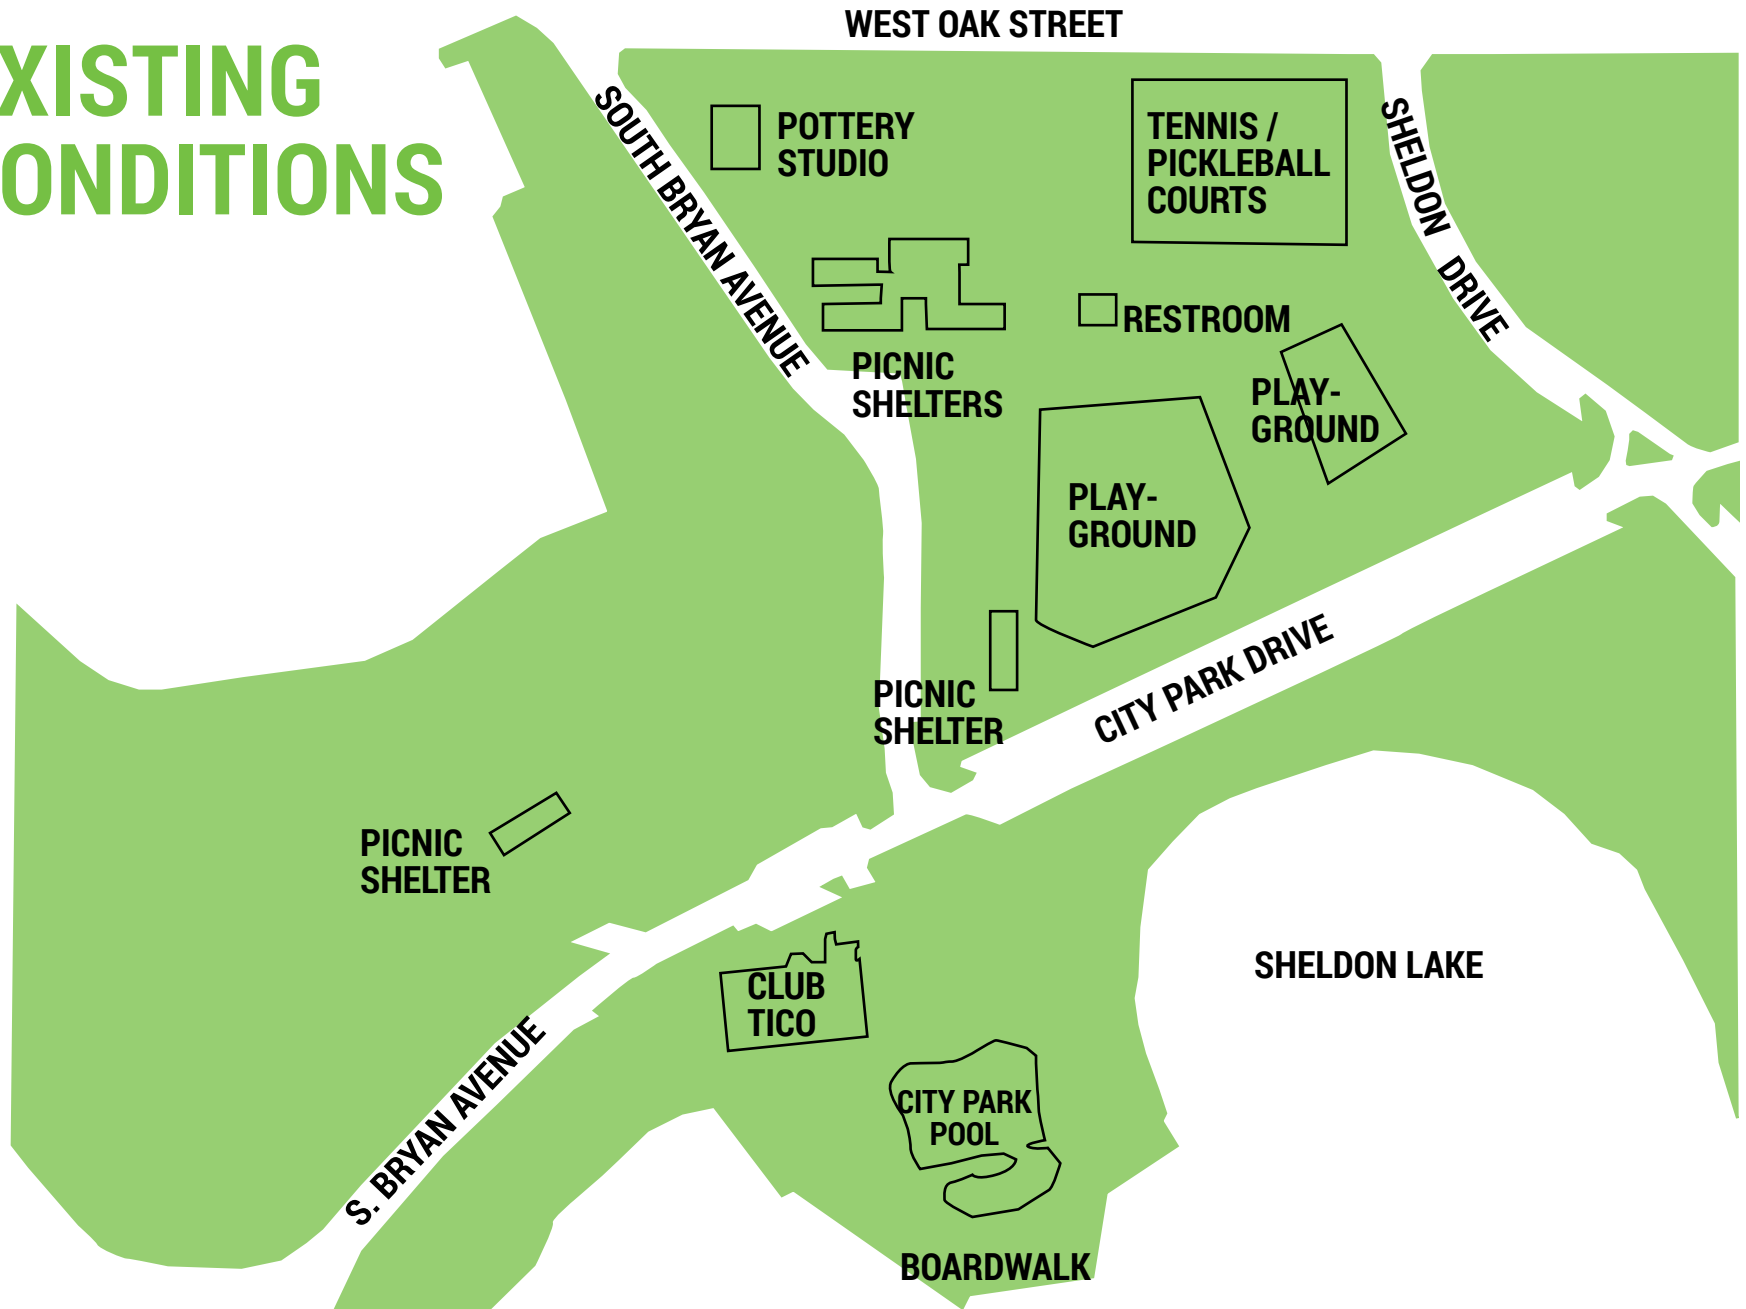 XISTING
ONDITIONS
WEST OAK STREET
SOUTH BRYAN AVENUE
POTTERY
STUDIO
TENNIS /
PICKLEBALL
COURTS
SHELDON DRIVE
RESTROOM
PICNIC
SHELTERS
PLAY-
GROUND
PLAY-
GROUND
PICNIC
SHELTER
CITY PARK DRIVE
PICNIC
SHELTER
CLUB
TICO
SHELDON LAKE
S. BRYAN AVENUE
CITY PARK
POOL
BOARDWALK